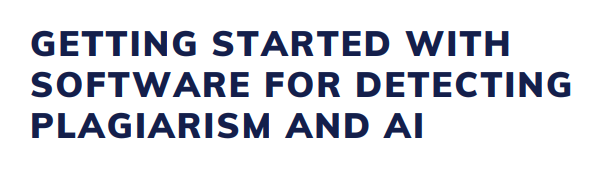 GETTING STARTED WITH
SOFTWARE FOR DETECTING
PLAGIARISM AND AI